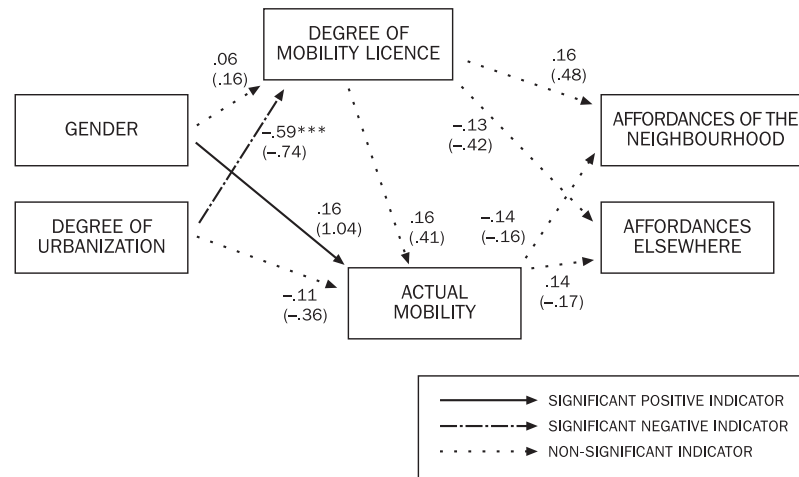 DEGREE OF
MOBILITY LICENCE
.06
(.16)
.16
(.48)
GENDER
AFFORDANCES OF THE
NEIGHBOURHOOD
–.59***
(–.74)
–.13
(–.42)
DEGREE OF
URBANIZATION
.16
(1.04)
.16
(.41)
–.14
(–.16)
AFFORDANCES
ELSEWHERE
–.11
(–.36)
ACTUAL
MOBILITY
.14
(–.17)
SIGNIFICANT POSITIVE INDICATOR
SIGNIFICANT NEGATIVE INDICATOR
NON-SIGNIFICANT INDICATOR